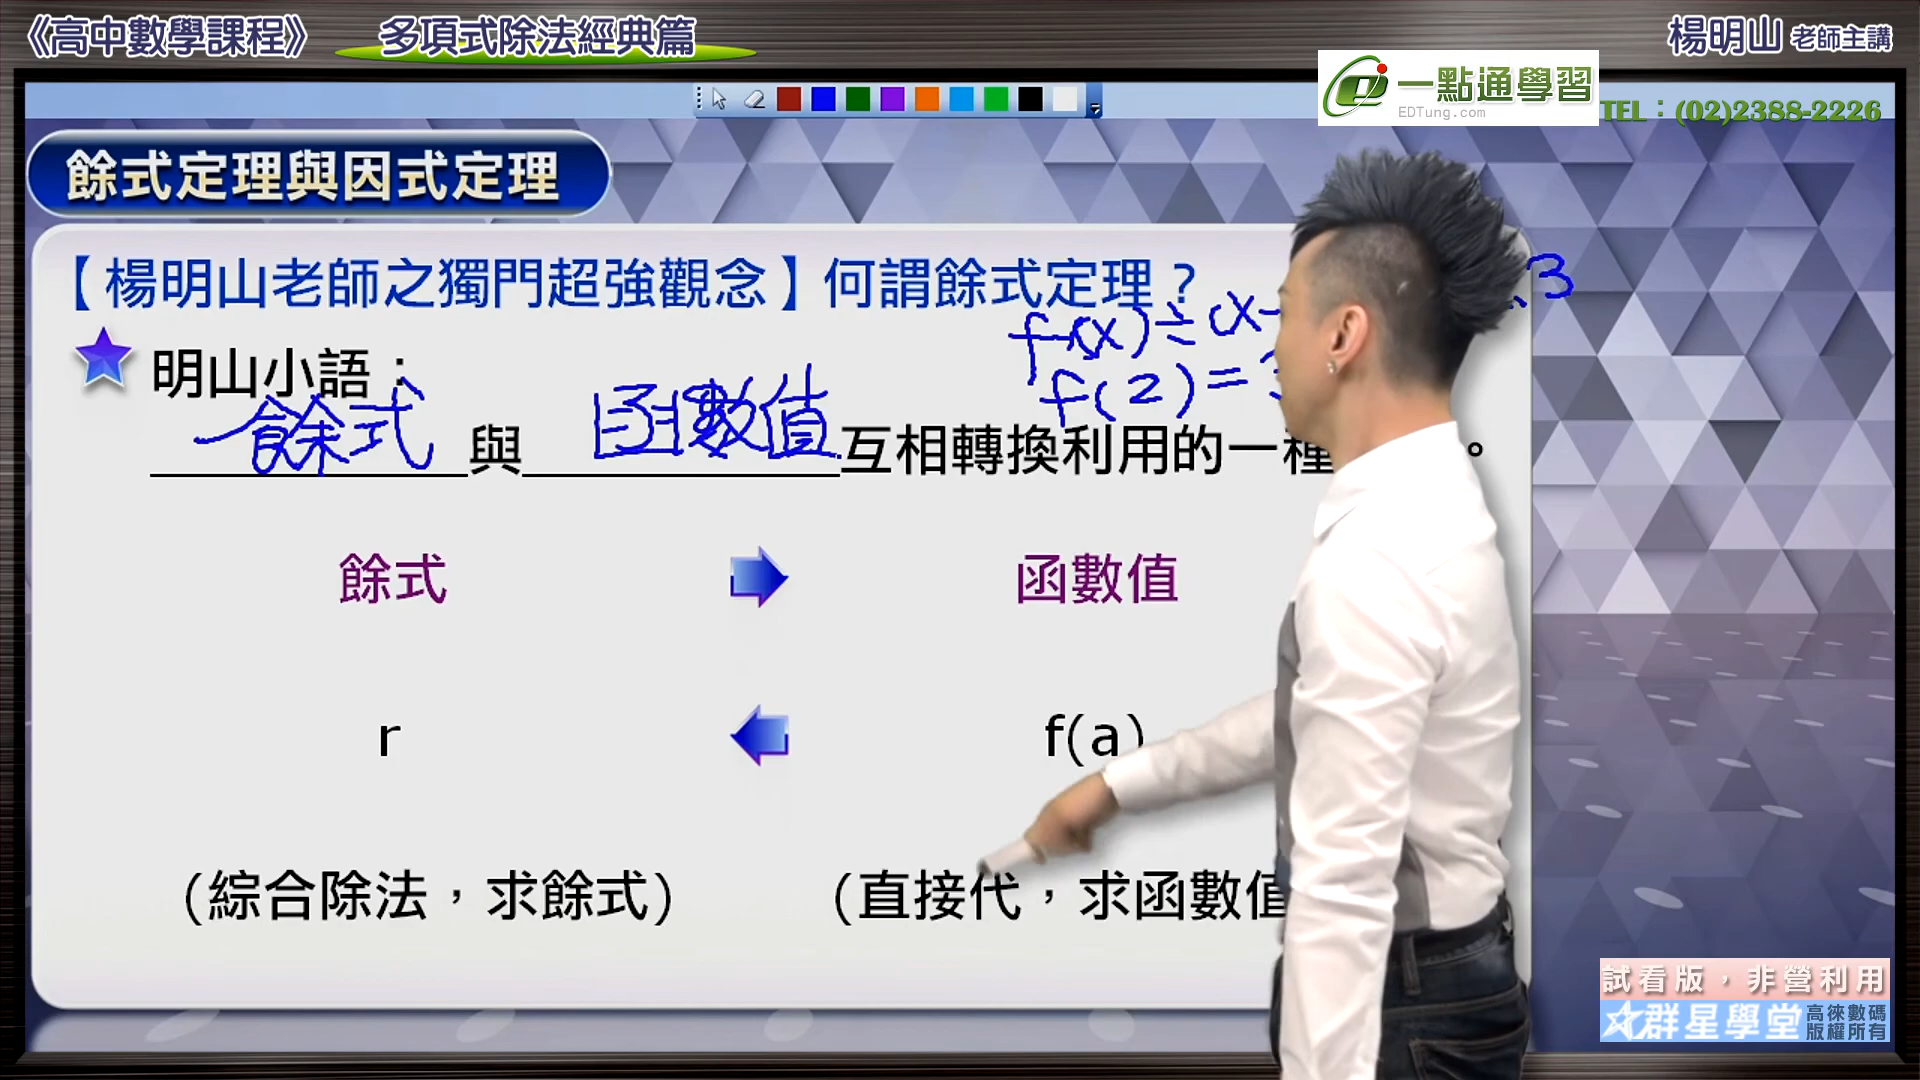 《高中數學課程》 多項式除法經典篇 楊明山 老師主講
一點通學習
EDTung.com
TEL:(02)2388-2226
餘式定理與因式定理
【楊明山老師之獨門超強觀念】何謂餘式定理?
f(x)÷(x- 3
明山小語:
f(2)=3
餘式與函數值互相轉換利用的一種 。
餘式 函數值
r f(a)
(綜合除法,求餘式) (直接代,求函數值
試看版,非營利用
群星學堂 高徠數碼 版權所有